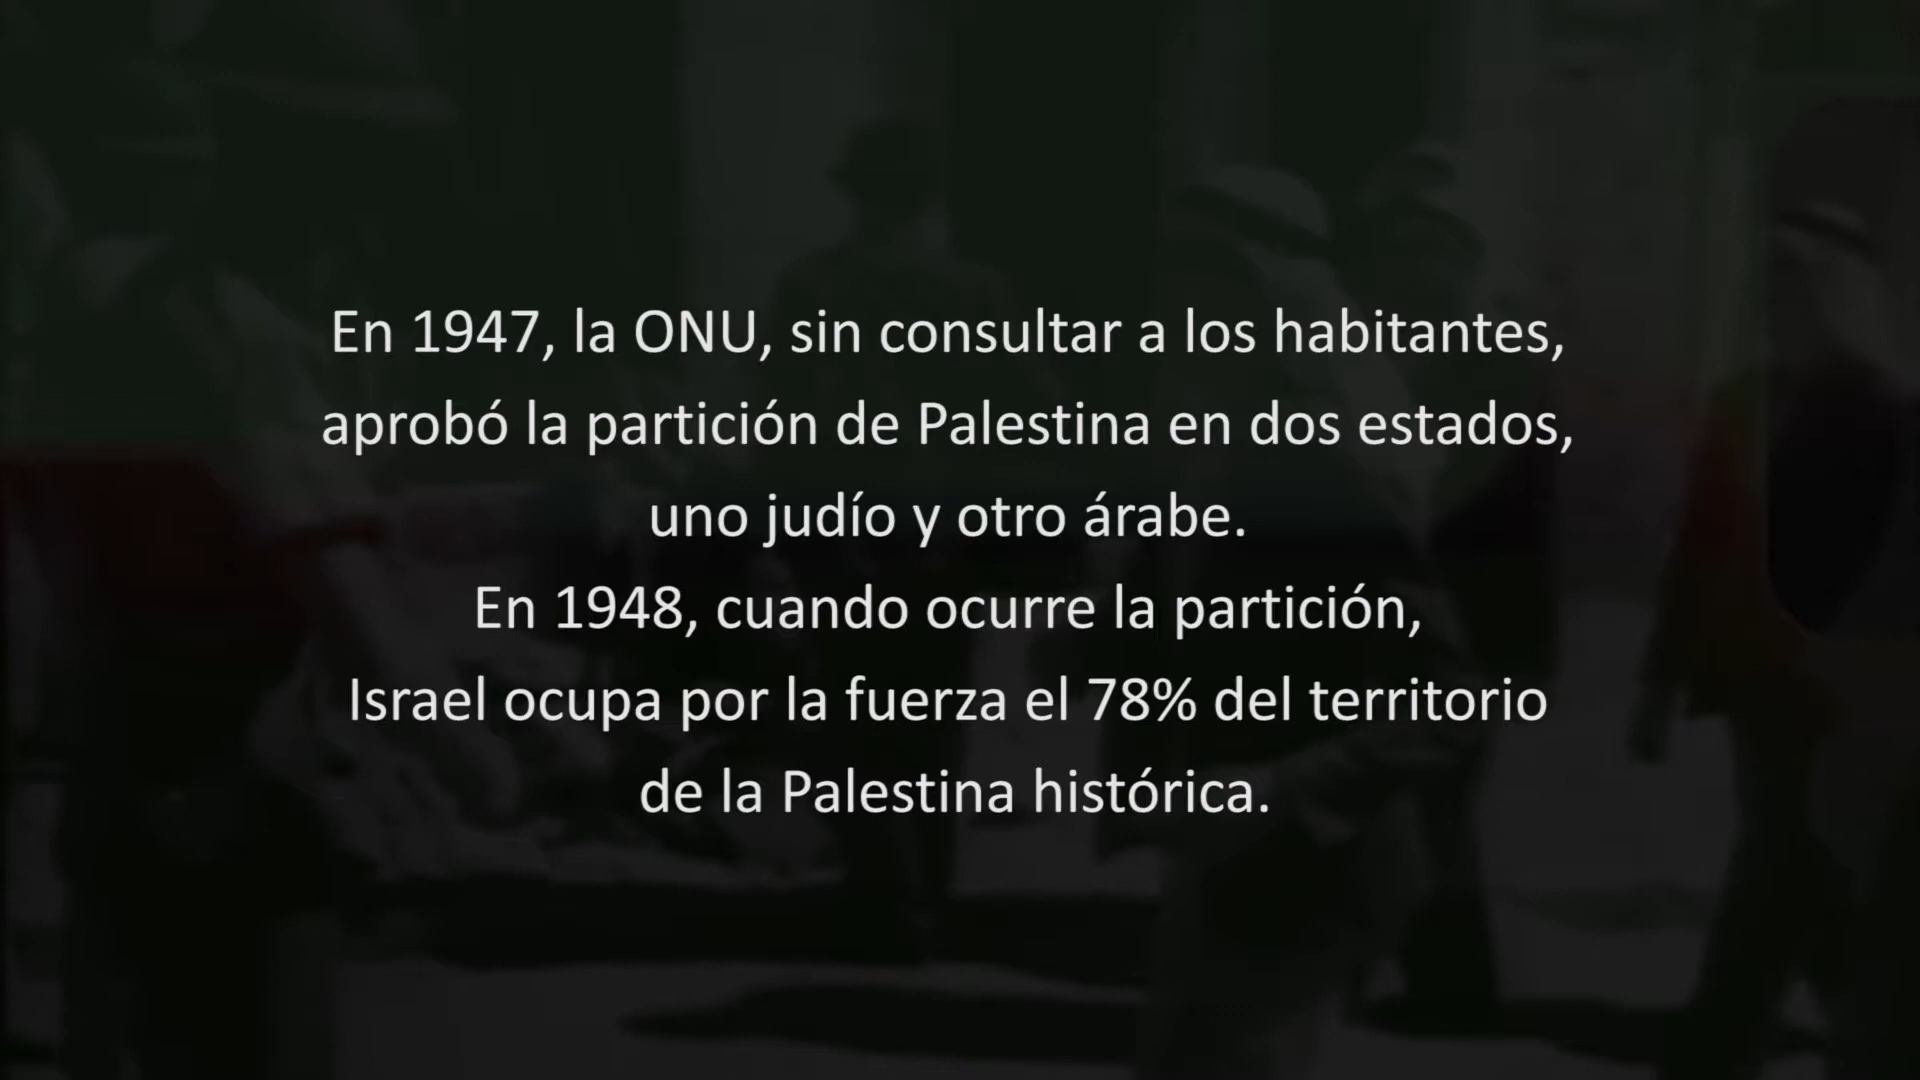 En 1947, la ONU, sin consultar a los habitantes,
aprobó la partición de Palestina en dos estados,
uno judío y otro árabe.
En 1948, cuando ocurre la partición,
Israel ocupa por la fuerza el 78% del territorio
de la Palestina histórica.